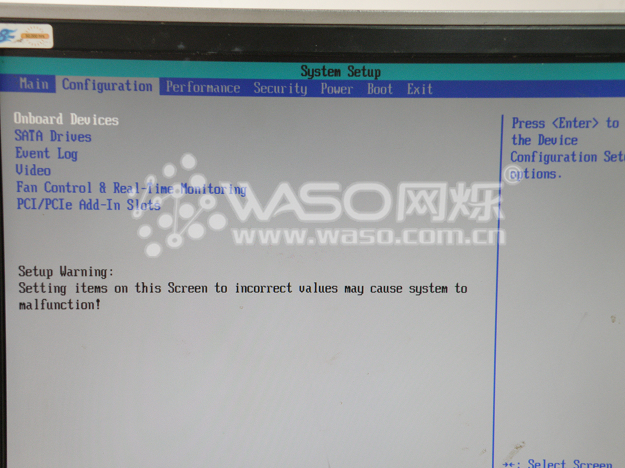 System Setup
Main Configuration Performance Security Power Boot Exit
Onboard Devices
SATA Drives
Event Log
Video
Fan Control & Real-Time Monitoring
PCI/PCIe Add-In Slots
Setup Warning:
Setting items on this Screen to incorrect values may cause system to
malfunction!
Press <Enter> to
the Device
Configuration Set
options.
→←: Select Screen
WASO网烁®
www.waso.com.cn